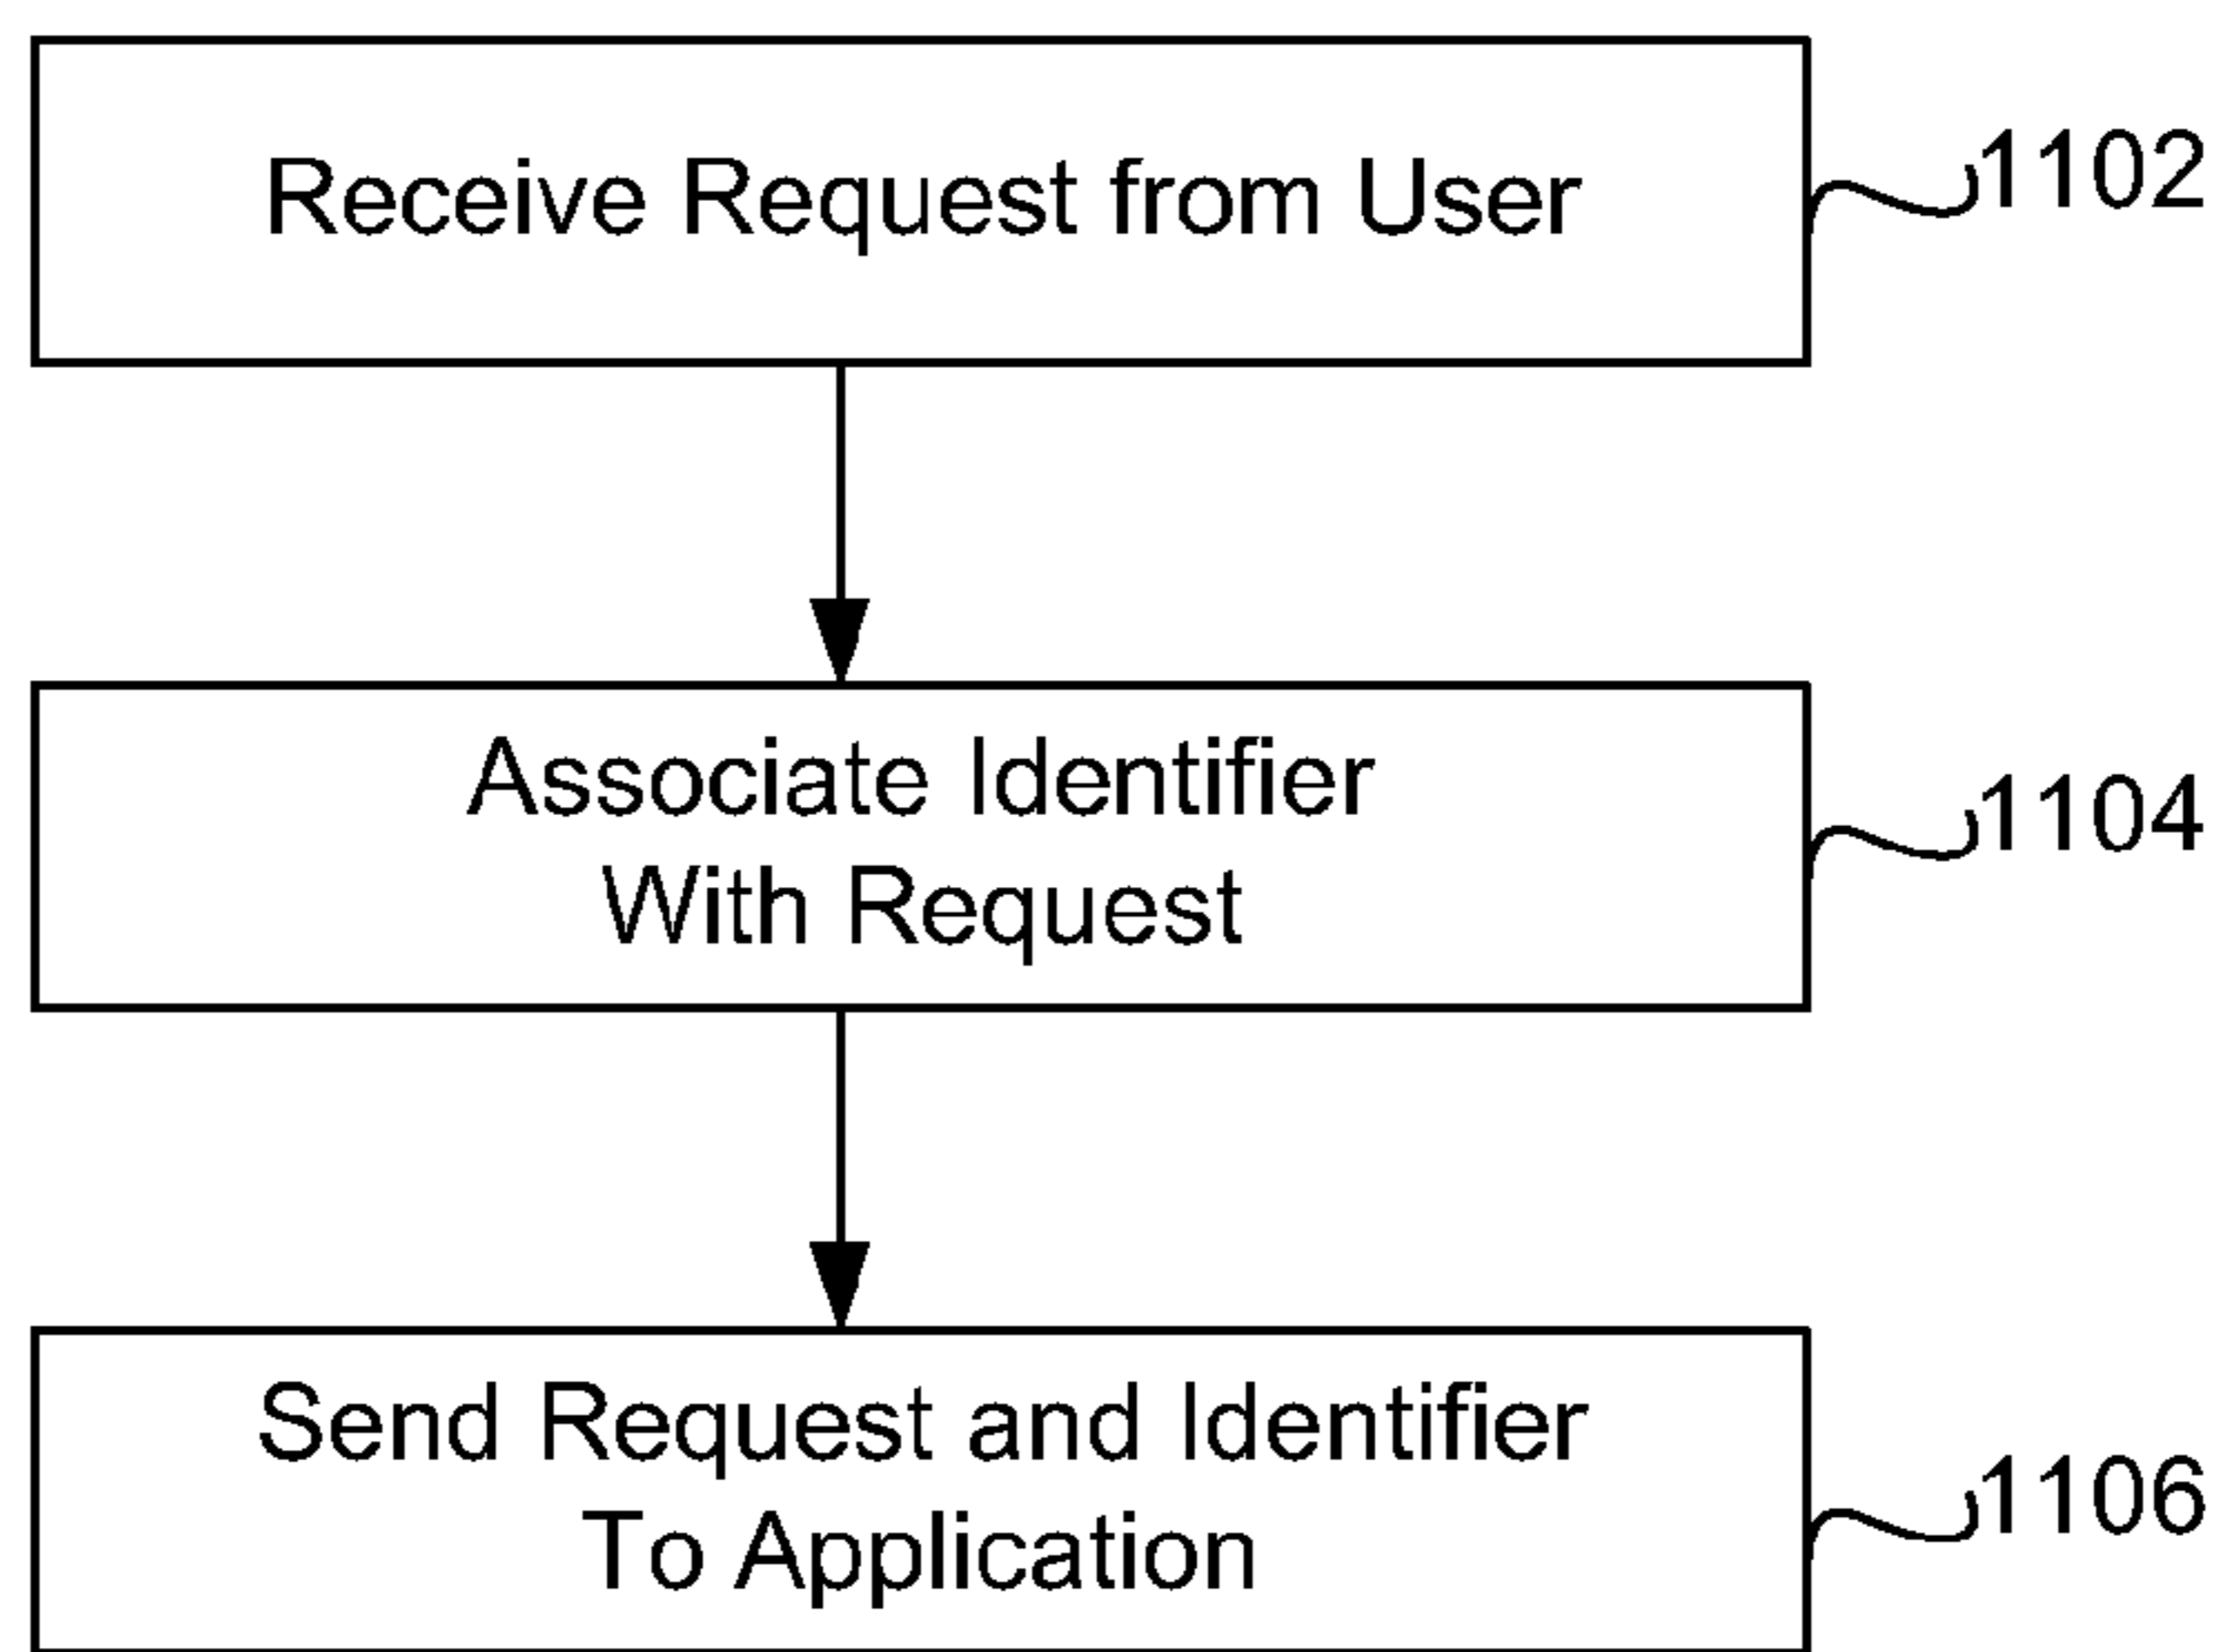 Receive Request from User
1102
Associate Identifier
With Request
1104
Send Request and Identifier
To Application
1106